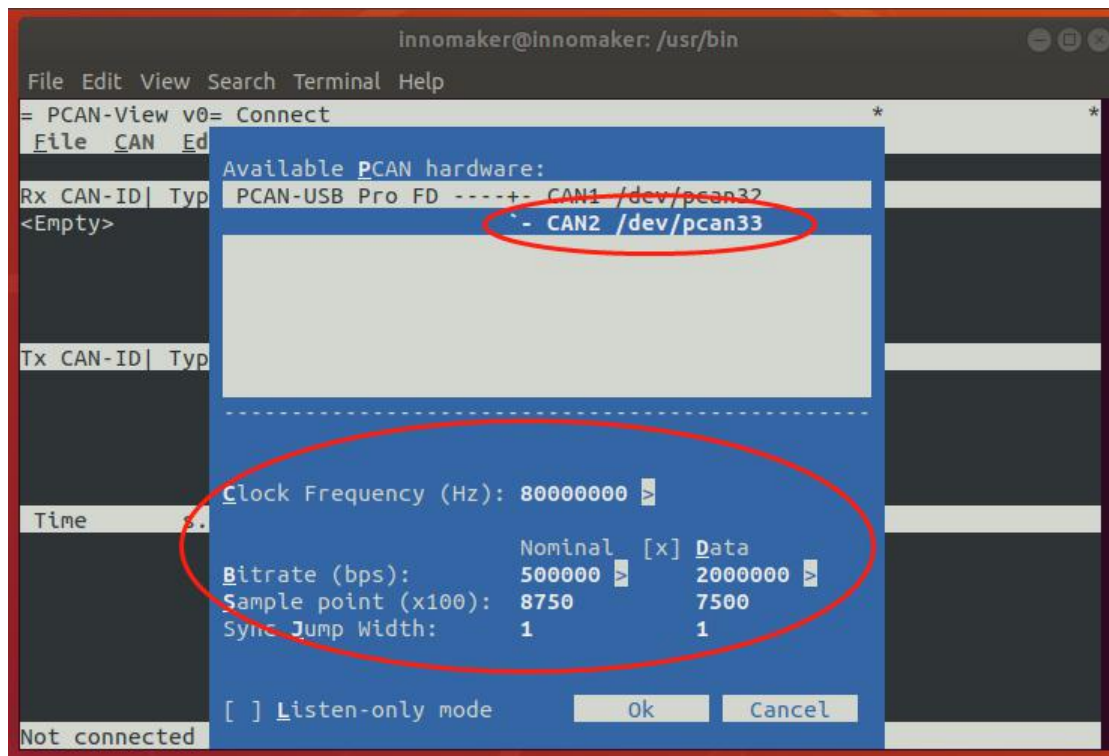 innomaker@innomaker: /usr/bin
File Edit View Search Terminal Help
= PCAN-View v0= Connect * *
File CAN Ed
Available PCAN hardware:
Rx CAN-ID| Typ PCAN-USB Pro FD ----+- CAN1 /dev/pcan32
<Empty> `- CAN2 /dev/pcan33
Tx CAN-ID| Typ
------------------------------------------------
Clock Frequency (Hz): 80000000 >
Time s.
Nominal [x] Data
Bitrate (bps): 500000 > 2000000 >
Sample point (x100): 8750 7500
Sync Jump Width: 1 1
[ ] Listen-only mode Ok Cancel
Not connected